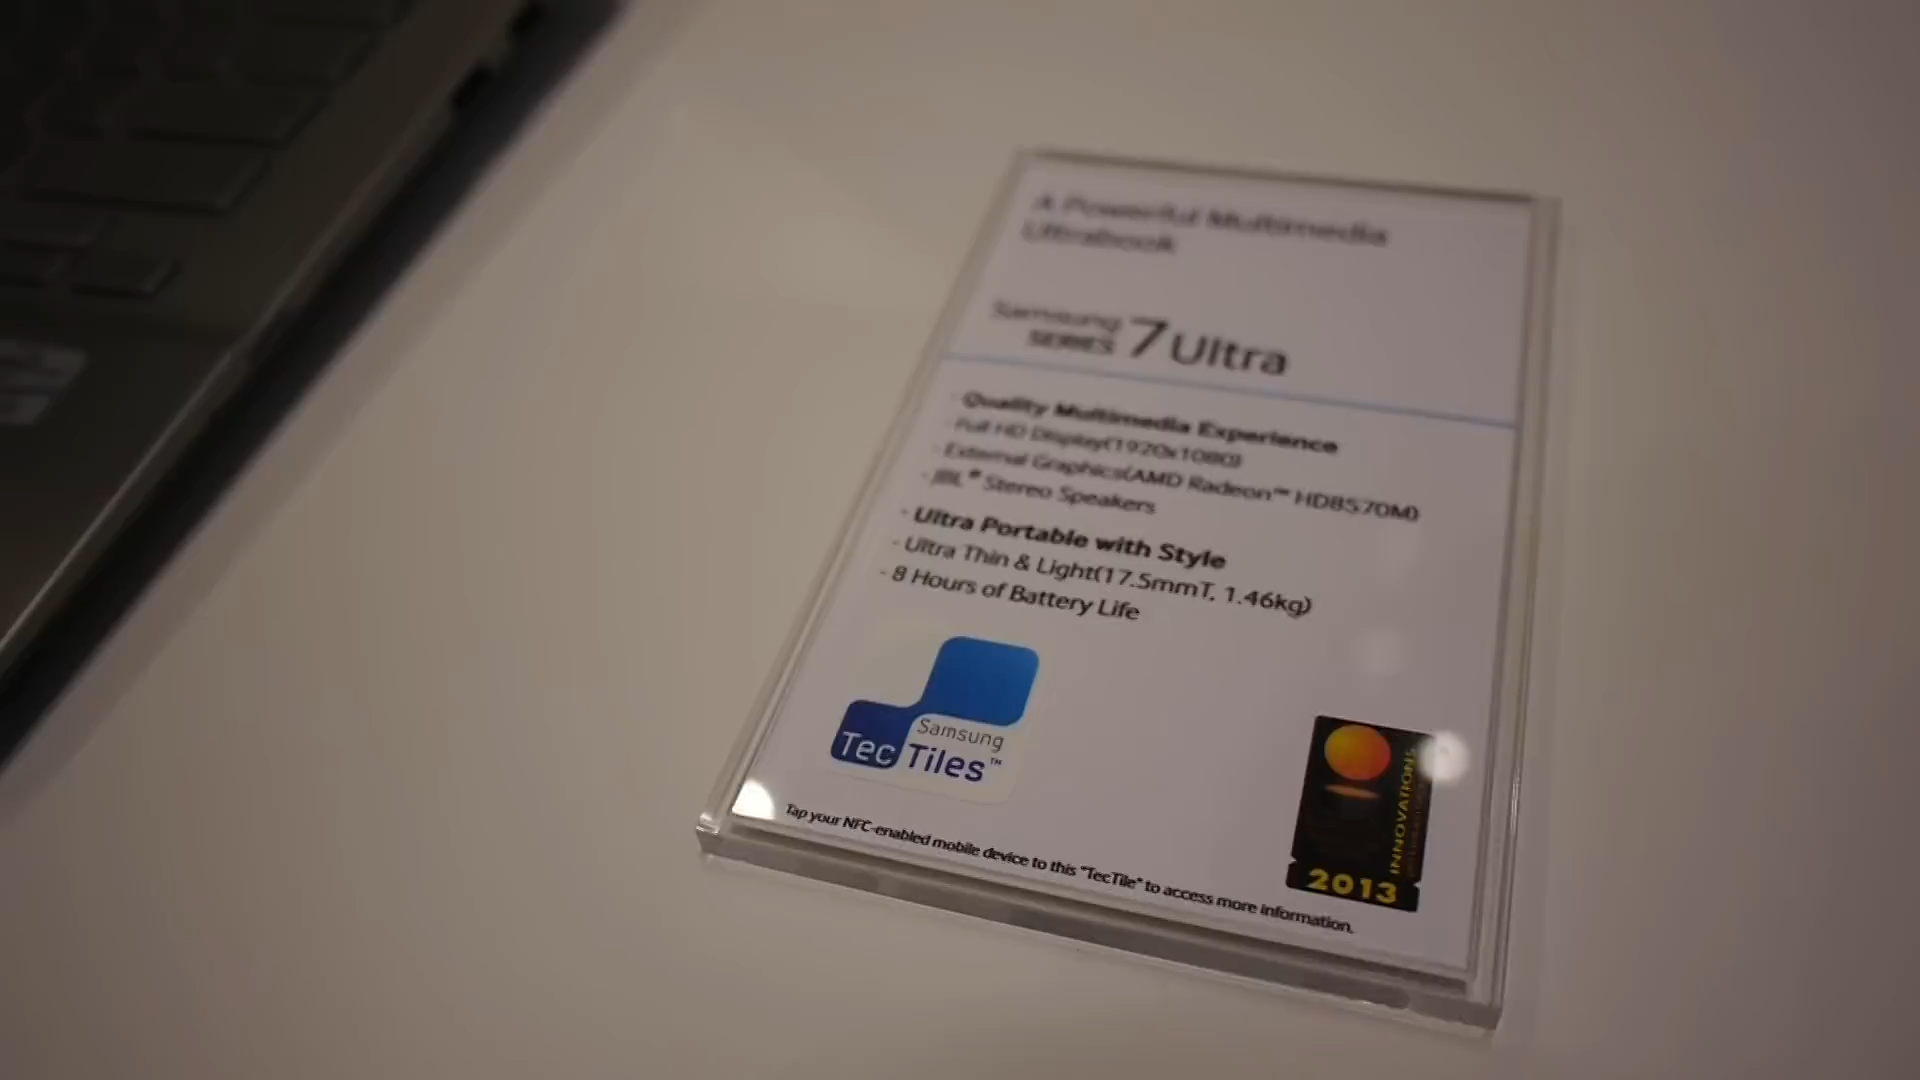 A Powerful Multimedia
Ultrabook
Samsung
SERIES 7 Ultra
· Quality Multimedia Experience
- Full HD Display(1920x1080)
- External Graphics(AMD Radeon™ HD8570M)
- JBL® Stereo Speakers
· Ultra Portable with Style
- Ultra Thin & Light(17.5mmT, 1.46kg)
- 8 Hours of Battery Life
Samsung
TecTiles™
INNOVATIONS
2013
Tap your NFC-enabled mobile device to this "TecTile" to access more information.